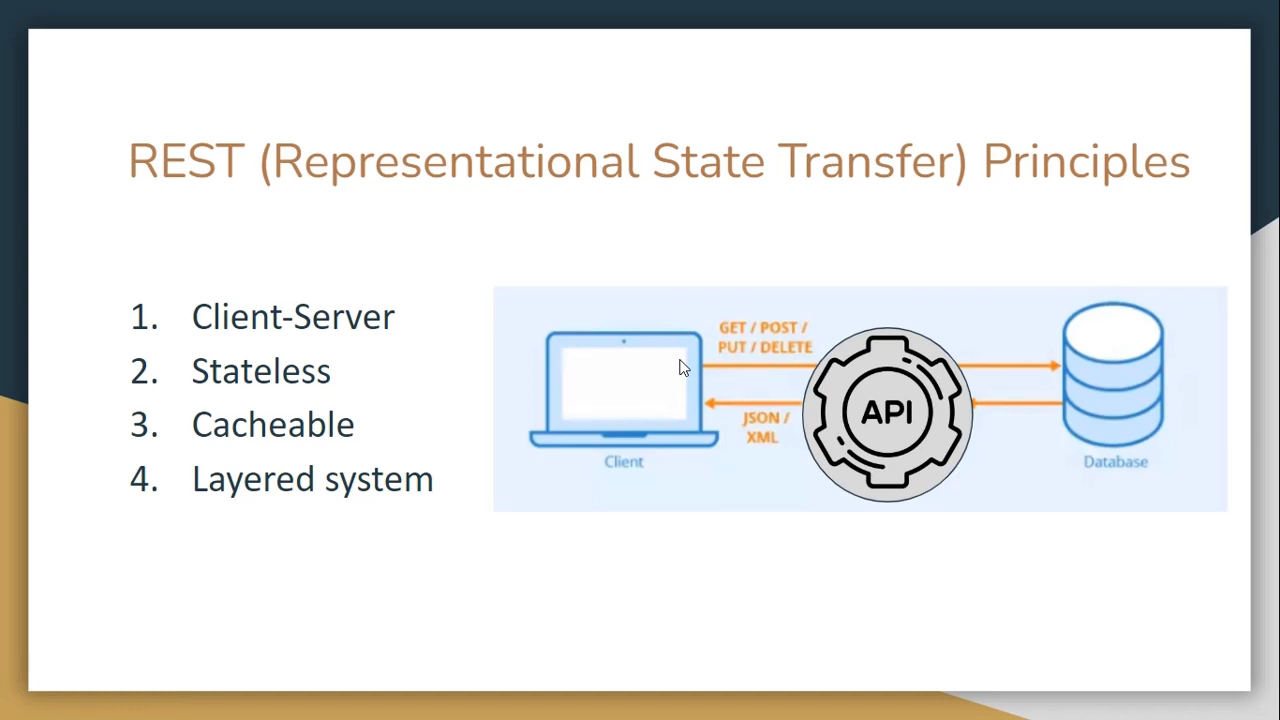 REST (Representational State Transfer) Principles
1. Client-Server
2. Stateless
3. Cacheable
4. Layered system
GET / POST /
PUT / DELETE
JSON /
XML
API
Client
Database